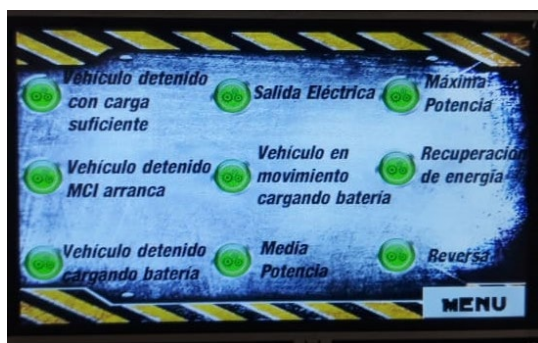 Vehículo detenido
con carga
suficiente
Salida Eléctrica
Máxima
Potencia
Vehículo detenido
MCI arranca
Vehículo en
movimiento
cargando batería
Recuperación
de energía
Vehículo detenido
cargando batería
Media
Potencia
Reversa
MENU